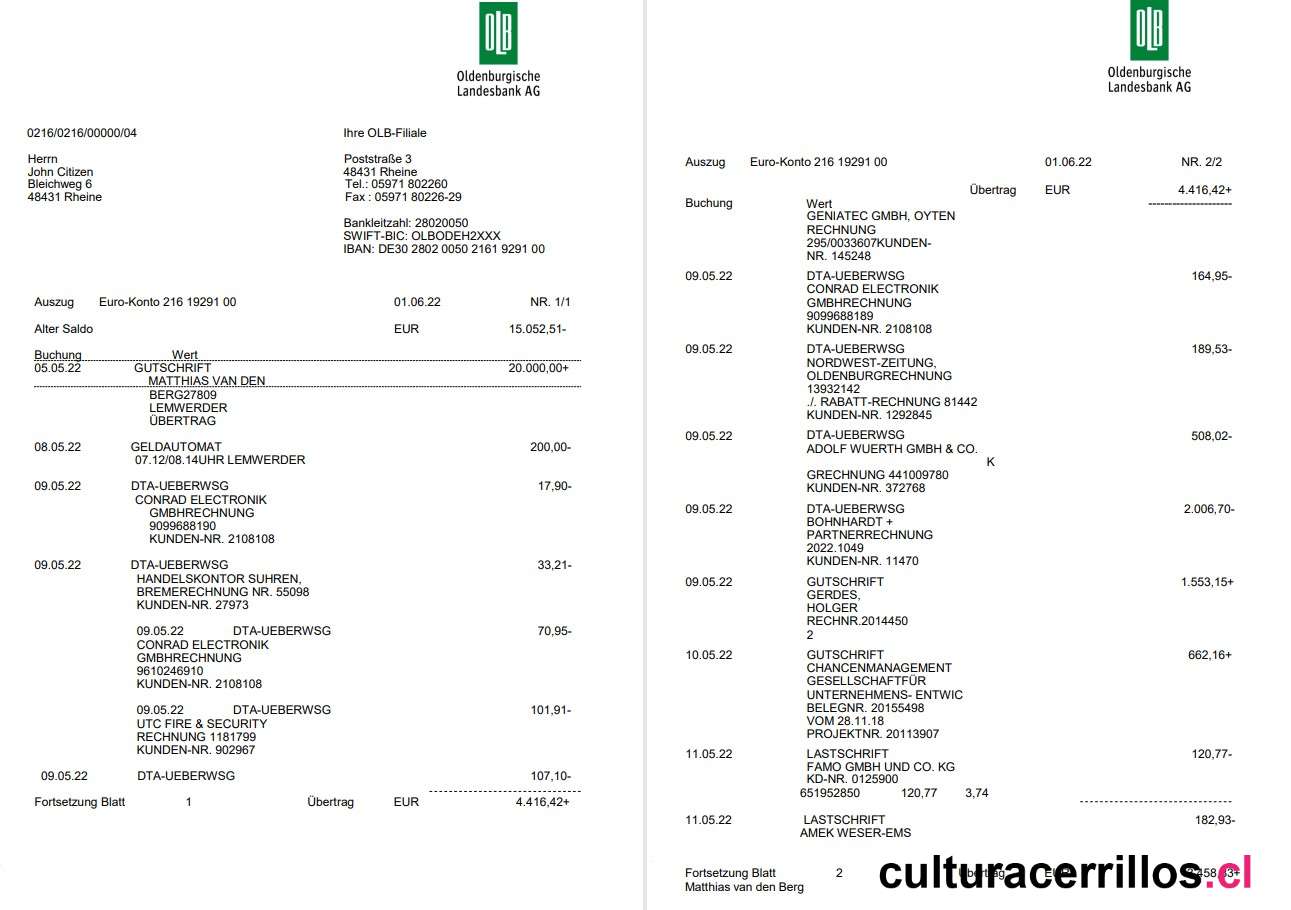 OLB
Oldenburgische
Landesbank AG
0216/0216/00000/04
Ihre OLB-Filiale
Herrn
John Citizen
Bleichweg 6
48431 Rheine
Poststraße 3
48431 Rheine
Tel.: 05971 802260
Fax : 05971 80226-29
Bankleitzahl: 28020050
SWIFT-BIC: OLBODEH2XXX
IBAN: DE30 2802 0050 2161 9291 00
Auszug Euro-Konto 216 19291 00 01.06.22 NR. 1/1
Alter Saldo EUR 15.052,51-
Buchung Wert
05.05.22 GUTSCHRIFT 20.000,00+
MATTHIAS VAN DEN
BERG27809
LEMWERDER
ÜBERTRAG
08.05.22 GELDAUTOMAT 200,00-
07.12/08.14UHR LEMWERDER
09.05.22 DTA-UEBERWSG 17,90-
CONRAD ELECTRONIK
GMBHRECHNUNG
9099688190
KUNDEN-NR. 2108108
09.05.22 DTA-UEBERWSG 33,21-
HANDELSKONTOR SUHREN,
BREMERECHNUNG NR. 55098
KUNDEN-NR. 27973
09.05.22 DTA-UEBERWSG 70,95-
CONRAD ELECTRONIK
GMBHRECHNUNG
9610246910
KUNDEN-NR. 2108108
09.05.22 DTA-UEBERWSG 101,91-
UTC FIRE & SECURITY
RECHNUNG 1181799
KUNDEN-NR. 902967
09.05.22 DTA-UEBERWSG 107,10-
Fortsetzung Blatt 1 Übertrag EUR 4.416,42+
OLB
Oldenburgische
Landesbank AG
Auszug Euro-Konto 216 19291 00 01.06.22 NR. 2/2
Übertrag EUR 4.416,42+
Buchung Wert
GENIATEC GMBH, OYTEN
RECHNUNG
295/0033607KUNDEN-
NR. 145248
09.05.22 DTA-UEBERWSG 164,95-
CONRAD ELECTRONIK
GMBHRECHNUNG
9099688189
KUNDEN-NR. 2108108
09.05.22 DTA-UEBERWSG 189,53-
NORDWEST-ZEITUNG,
OLDENBURGRECHNUNG
13932142
./. RABATT-RECHNUNG 81442
KUNDEN-NR. 1292845
09.05.22 DTA-UEBERWSG 508,02-
ADOLF WUERTH GMBH & CO.
K
GRECHNUNG 441009780
KUNDEN-NR. 372768
09.05.22 DTA-UEBERWSG 2.006,70-
BOHNHARDT +
PARTNERRECHNUNG
2022.1049
KUNDEN-NR. 11470
09.05.22 GUTSCHRIFT 1.553,15+
GERDES,
HOLGER
RECHNR.2014450
2
10.05.22 GUTSCHRIFT 662,16+
CHANCENMANAGEMENT
GESELLSCHAFTFÜR
UNTERNEHMENS- ENTWIC
BELEGNR. 20155498
VOM 28.11.18
PROJEKTNR. 20113907
11.05.22 LASTSCHRIFT 120,77-
FAMO GMBH UND CO. KG
KD-NR. 0125900
651952850 120,77 3,74
11.05.22 LASTSCHRIFT 182,93-
AMEK WESER-EMS
Fortsetzung Blatt 2 Übertrag
Matthias van den Berg
culturacerrillos.cl